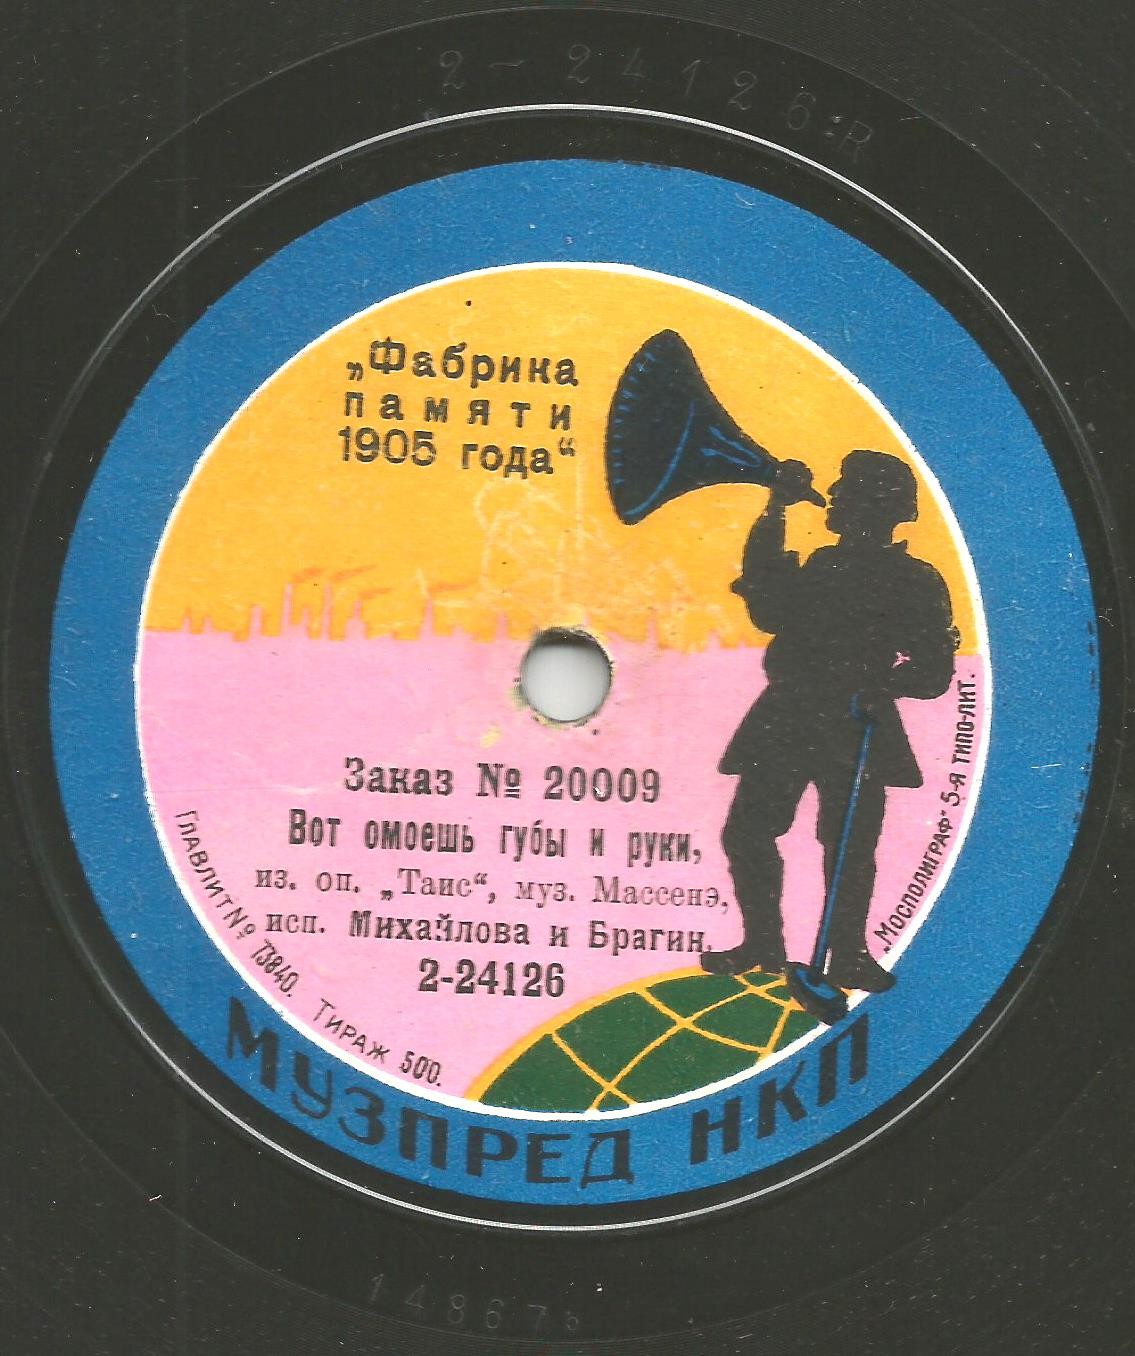 2-24126:R
„Фабрика
памяти
1905 года“
Заказ № 20009
Вот омоешь губы и руки,
из. оп. „Таис“, муз. Массенэ,
исп. Михайлова и Брагин.
2-24126
Главлит № 73840. Тираж 500.
„Мосполиграф“ 5-я типо-лит.
МУЗПРЕД НКП
14867